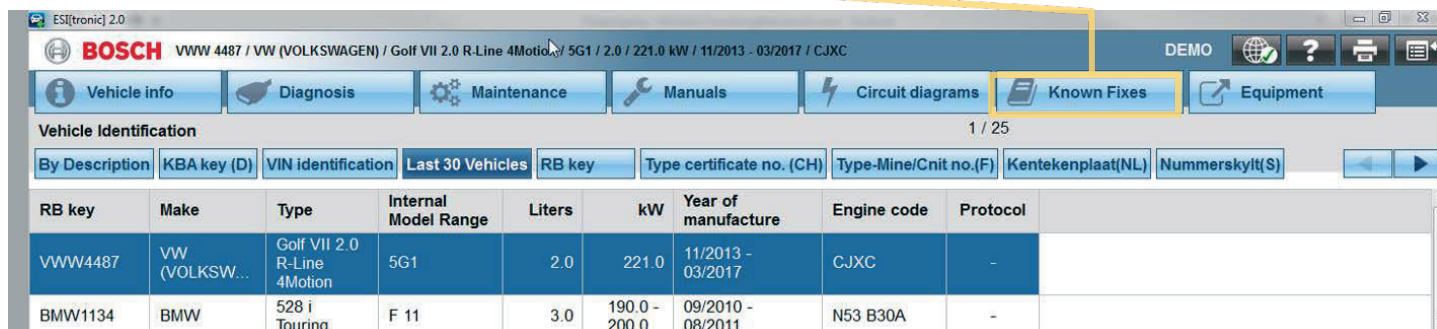 ESI[tronic] 2.0
BOSCH VWW 4487 / VW (VOLKSWAGEN) / Golf VII 2.0 R-Line 4Motion / 5G1 / 2.0 / 221.0 kW / 11/2013 - 03/2017 / CJXC DEMO ?
Vehicle info Diagnosis Maintenance Manuals Circuit diagrams Known Fixes Equipment
Vehicle Identification 1 / 25
By Description KBA key (D) VIN identification Last 30 Vehicles RB key Type certificate no. (CH) Type-Mine/Cnit no.(F) Kentekenplaat(NL) Nummerskylt(S)
RB key Make Type Internal Model Range Liters kW Year of manufacture Engine code Protocol
VWW4487 VW (VOLKSW... Golf VII 2.0 R-Line 4Motion 5G1 2.0 221.0 11/2013 - 03/2017 CJXC -
BMW1134 BMW 528 i Touring F 11 3.0 190.0 - 200.0 09/2010 - 08/2011 N53 B30A -